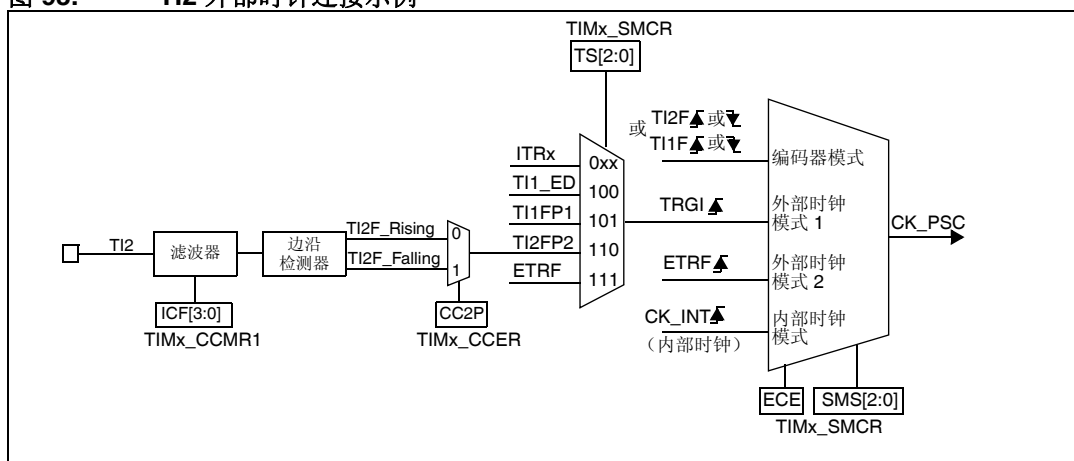 TIMx_SMCR
TS[2:0]
或 TI2F 或
TI1F 或
编码器模式
ITRx
0xx
TI1_ED
100
TRGI
外部时钟
模式 1
CK_PSC
TI1FP1
101
TI2
滤波器
边沿
检测器
TI2F_Rising
0
TI2F_Falling
1
TI2FP2
110
ETRF
111
ETRF
外部时钟
模式 2
ICF[3:0]
TIMx_CCMR1
CC2P
TIMx_CCER
CK_INT
(内部时钟)
内部时钟
模式
ECE
SMS[2:0]
TIMx_SMCR